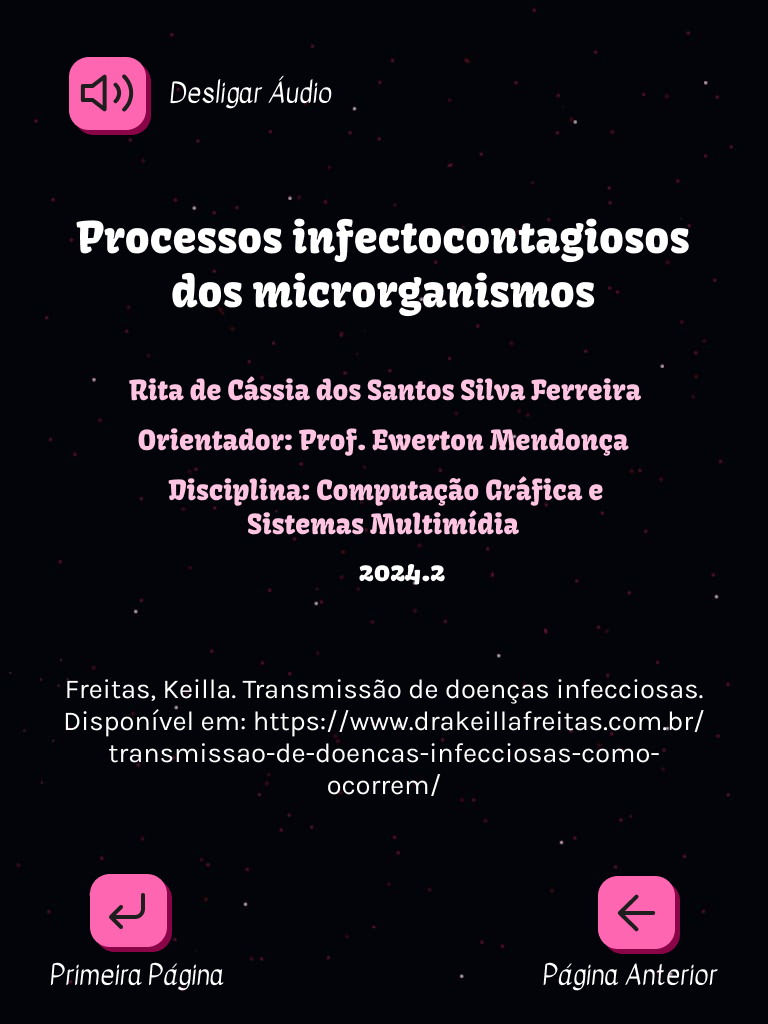 Desligar Áudio
Processos infectocontagiosos
dos microrganismos
Rita de Cássia dos Santos Silva Ferreira
Orientador: Prof. Ewerton Mendonça
Disciplina: Computação Gráfica e
Sistemas Multimídia
2024.2
Freitas, Keilla. Transmissão de doenças infecciosas.
Disponível em: https://www.drakeillafreitas.com.br/
transmissao-de-doencas-infecciosas-como-
ocorrem/
Primeira Página
Página Anterior